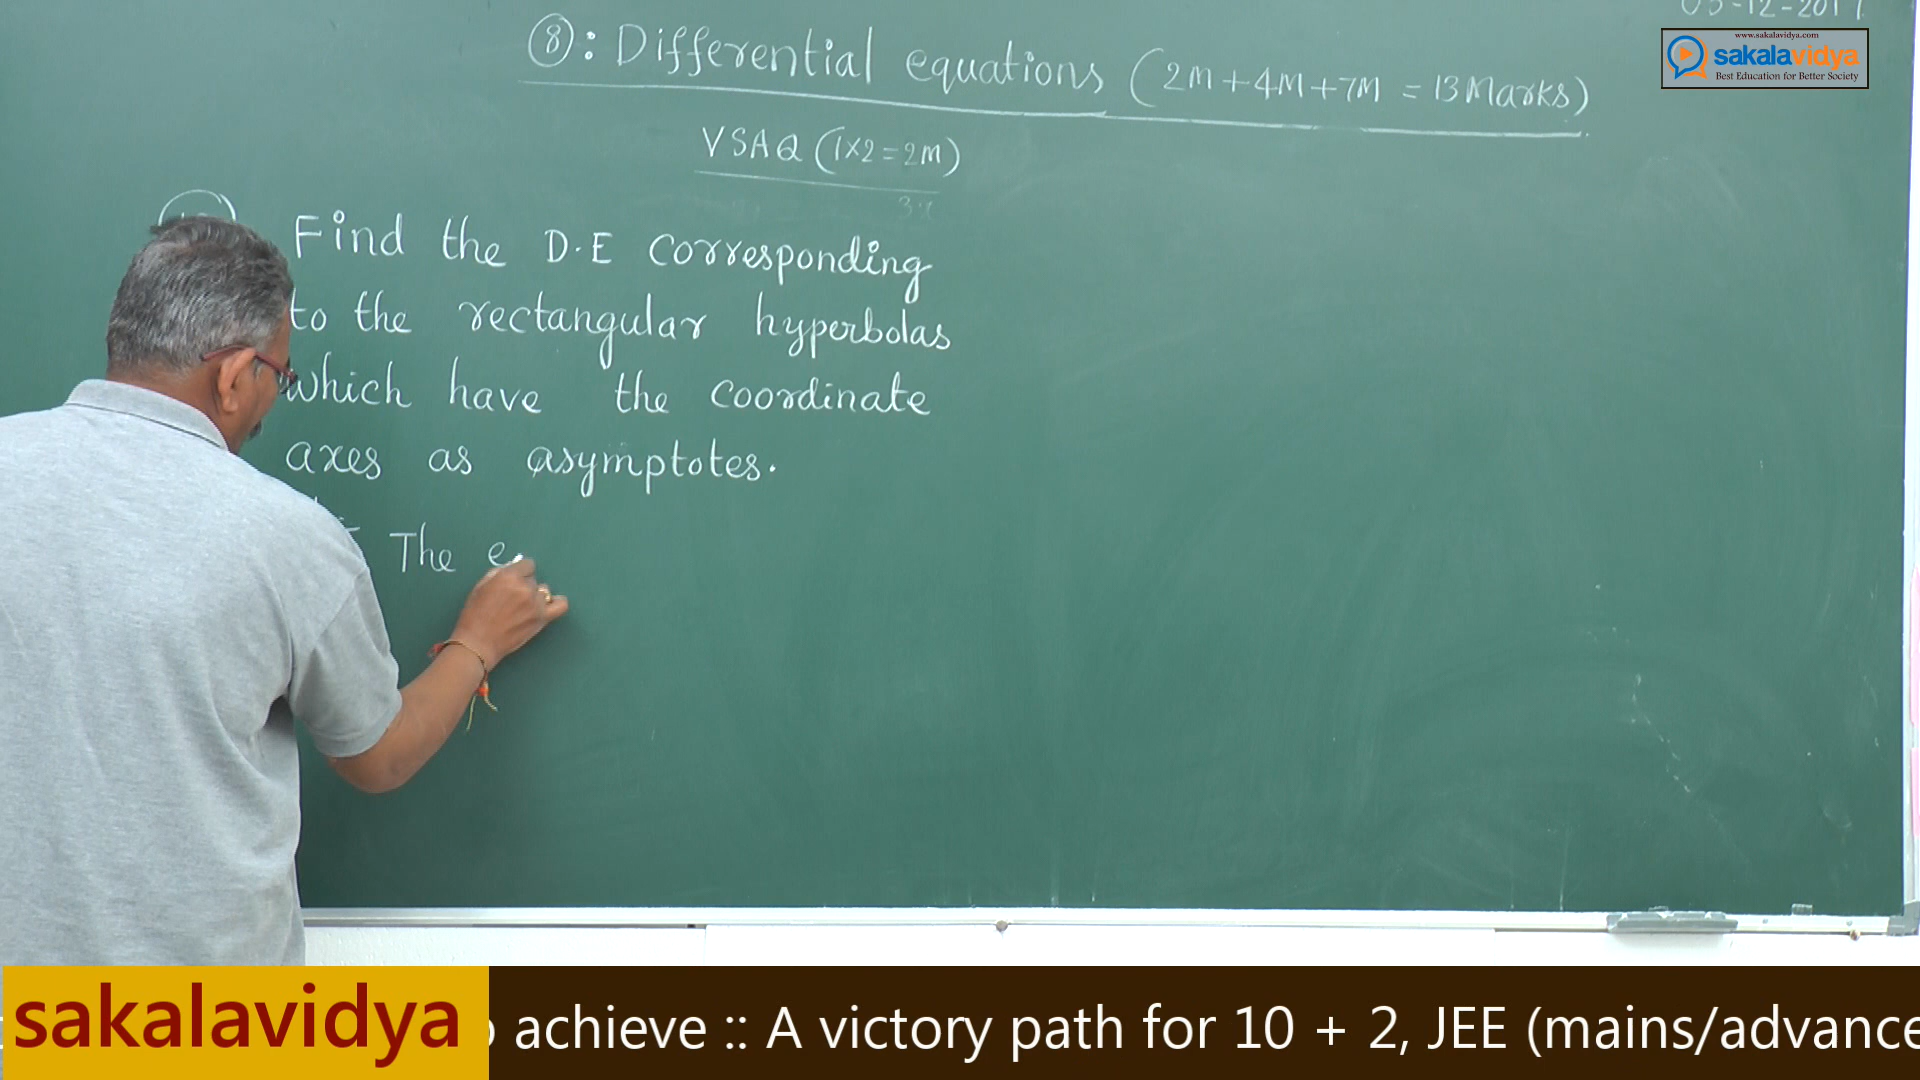 www.sakalavidya.com
sakalavidya
Best Education for Better Society
8: Differential equations (2M+4M+7M = 13 Marks)
VSAQ (1×2=2M)
Find the D.E corresponding
to the rectangular hyperbolas
which have the coordinate
axes as asymptotes.
The
sakalavidya
achieve :: A victory path for 10 + 2, JEE (mains/advance